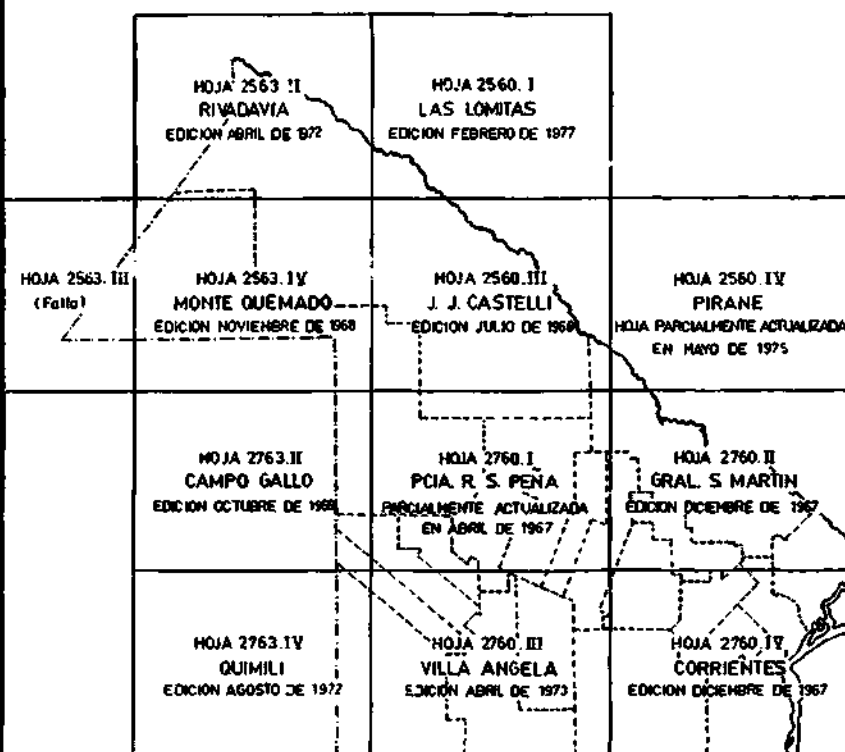 HOJA 2563 II
RIVADAVIA
EDICION ABRIL DE 1972
HOJA 2560. I
LAS LOMITAS
EDICION FEBRERO DE 1977
HOJA 2563. III
(Falta)
HOJA 2563. IV
MONTE QUEMADO
EDICION NOVIEMBRE DE 1968
HOJA 2560. III
J. J. CASTELLI
EDICION JULIO DE
HOJA 2560. IV
PIRANE
HOJA PARCIALMENTE ACTUALIZADA
EN MAYO DE 1975
HOJA 2763. II
CAMPO GALLO
EDICION OCTUBRE DE
HOJA 2760. I
PCIA. R. S. PEÑA
PARCIALMENTE ACTUALIZADA
EN ABRIL DE 1967
HOJA 2760. II
GRAL. S. MARTIN
EDICION DICIEMBRE DE 1967
HOJA 2763. IV
QUIMILI
EDICION AGOSTO DE 1972
HOJA 2760. III
VILLA ANGELA
EDICION ABRIL DE 1973
HOJA 2760. IV
CORRIENTES
EDICION DICIEMBRE DE 1967